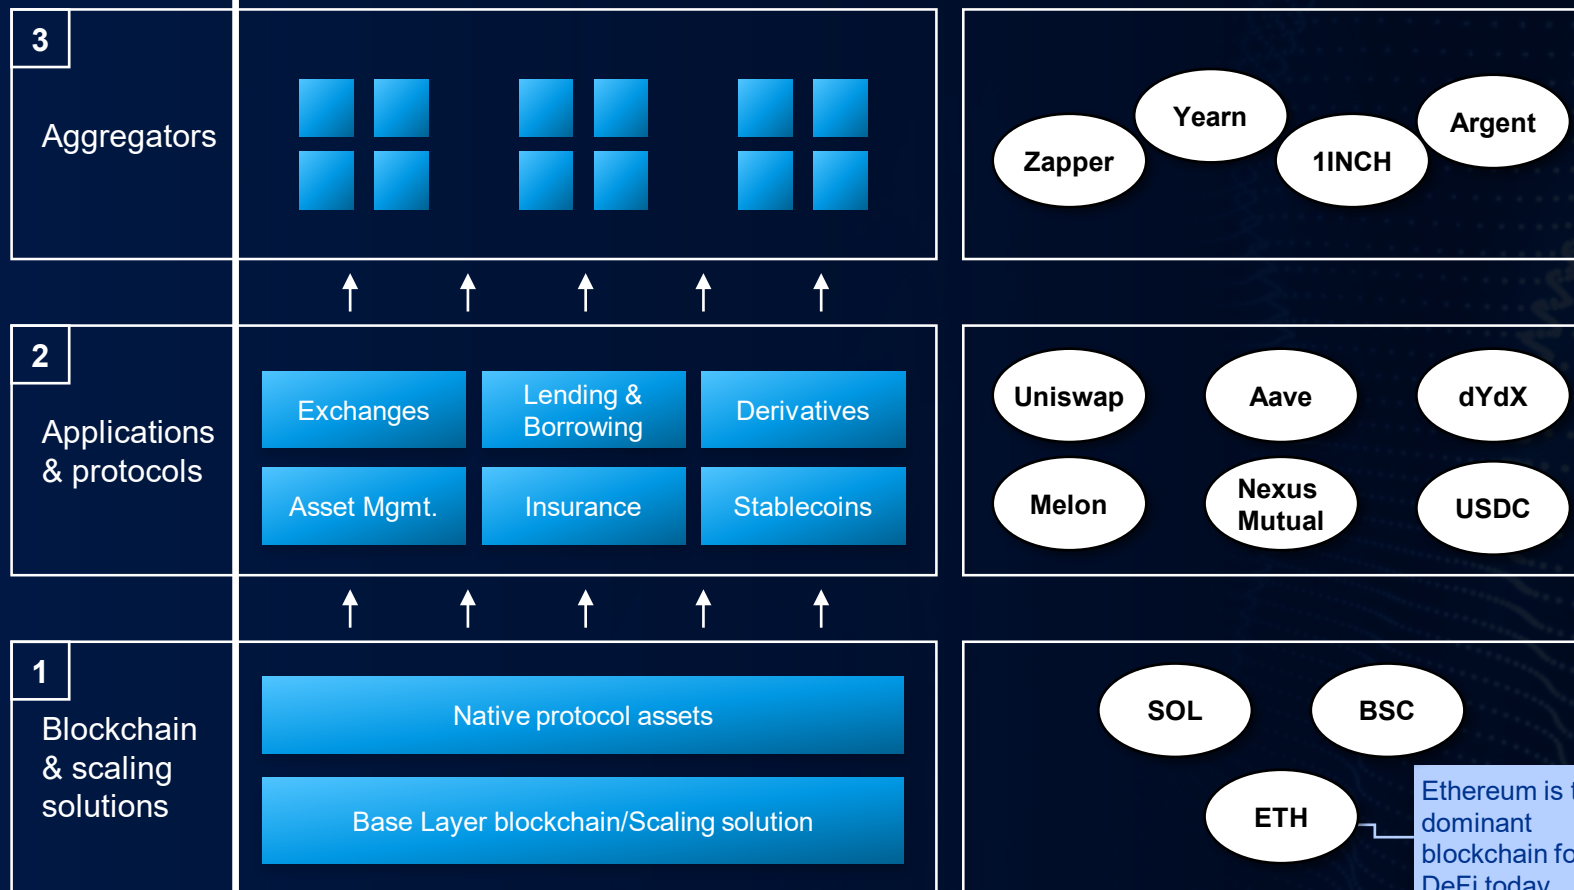 3
Aggregators
Zapper
Yearn
1INCH
Argent
2
Applications
& protocols
Exchanges
Lending &
Borrowing
Derivatives
Asset Mgmt.
Insurance
Stablecoins
Uniswap
Aave
dYdX
Melon
Nexus
Mutual
USDC
1
Blockchain
& scaling
solutions
Native protocol assets
Base Layer blockchain/Scaling solution
SOL
BSC
ETH
Ethereum is
dominant
blockchain
DeFi today